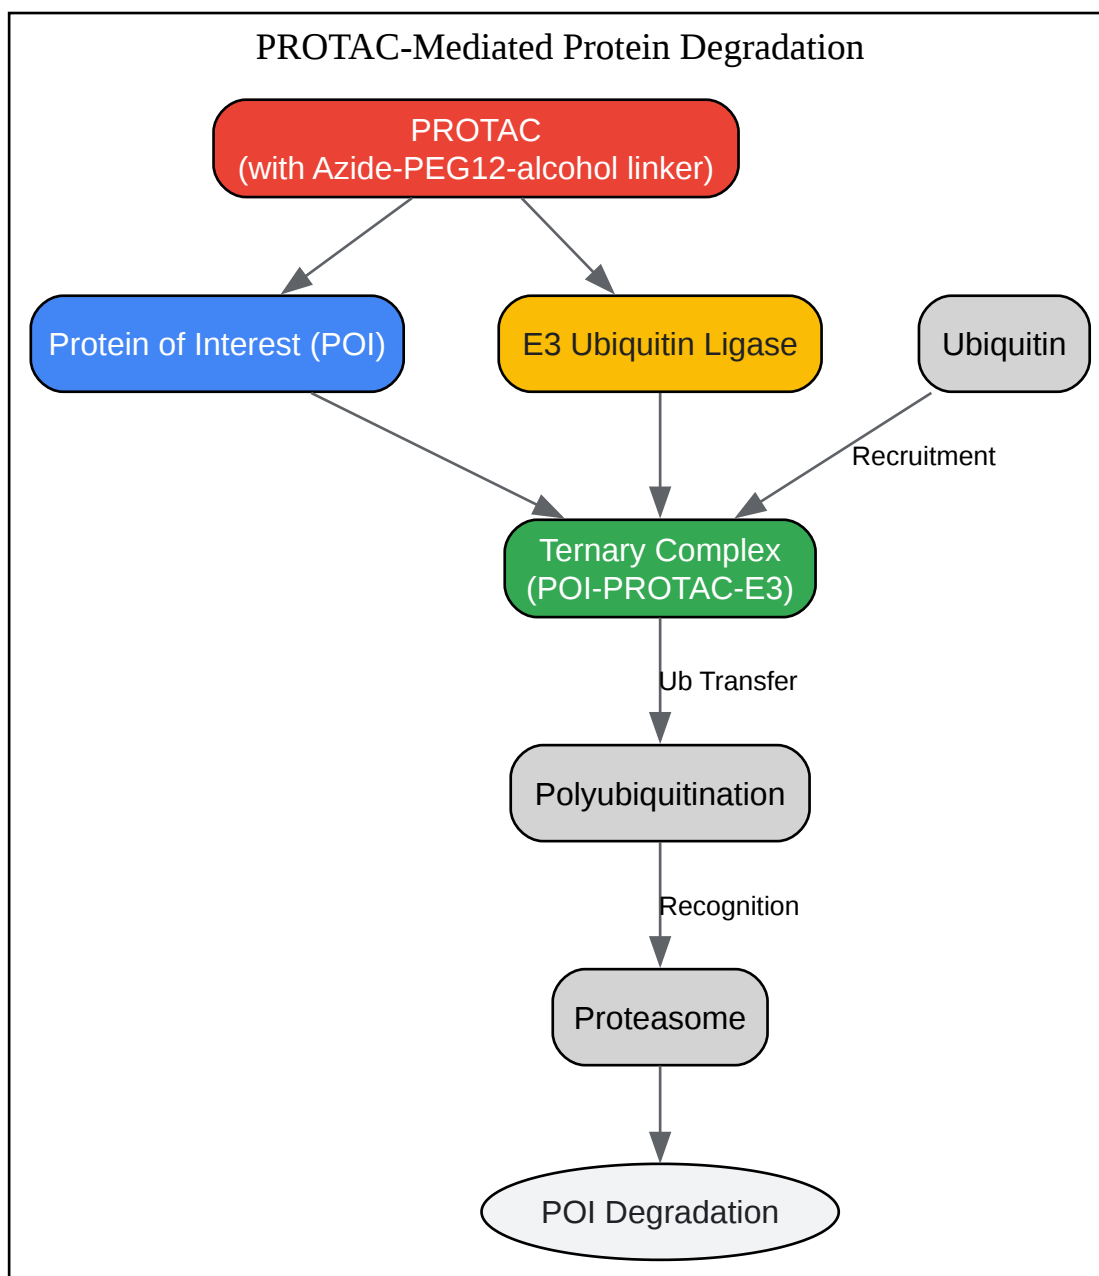 PROTAC-Mediated Protein Degradation
PROTAC
(with Azide-PEG12-alcohol linker)
Protein of Interest (POI)
E3 Ubiquitin Ligase
Ubiquitin
Recruitment
Ternary Complex
(POI-PROTAC-E3)
Ub Transfer
Polyubiquitination
Recognition
Proteasome
POI Degradation